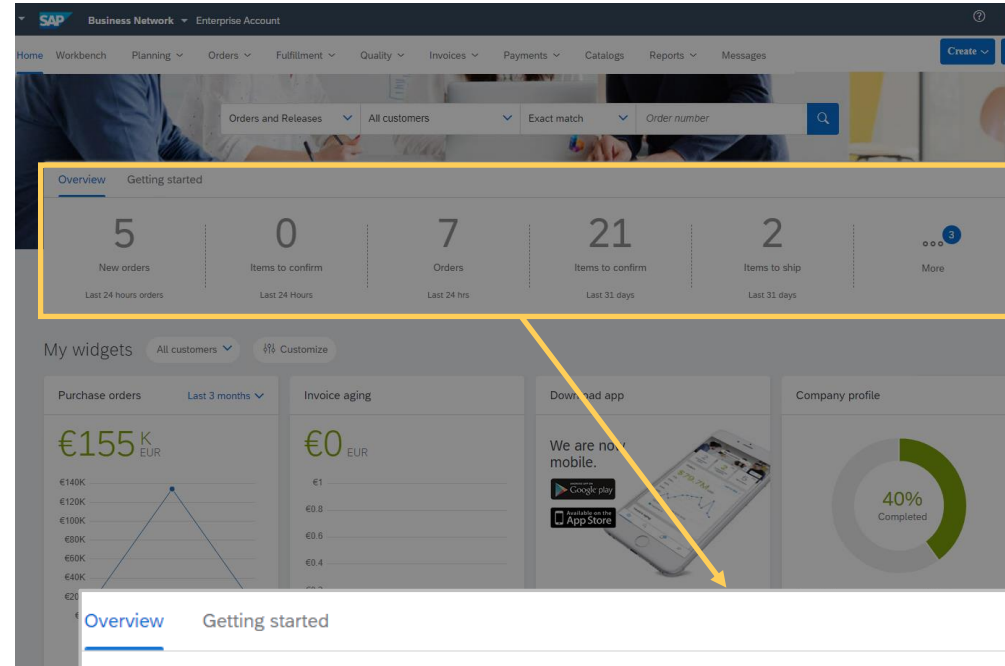 SAP Business Network Enterprise Account
Home Workbench Planning Orders Fulfillment Quality Invoices Payments Catalogs Reports Messages Create
Orders and Releases All customers Exact match Order number
Overview Getting started
5 0 7 21 2 3
New orders Items to confirm Orders Items to confirm Items to ship More
Last 24 hours orders Last 24 Hours Last 24 hrs Last 31 days Last 31 days
My widgets All customers Customize
Purchase orders Last 3 months Invoice aging Download app Company profile
€155 K EUR €0 EUR
We are now
mobile.
Google play
Available on the
App Store
40%
Completed
€140K
€120K
€100K
€80K
€60K
€40K
€1
€0.8
€0.6
€0.4
Overview Getting started